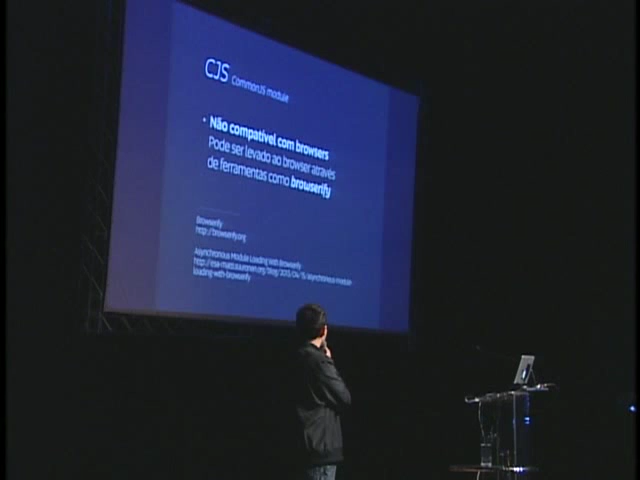 CJS CommonJS module
• Não compatível com browsers
Pode ser levado ao browser através
de ferramentas como browserify
Browserify
http://browserify.org
Asynchronous Module Loading With Browserify
loading-with-browserify